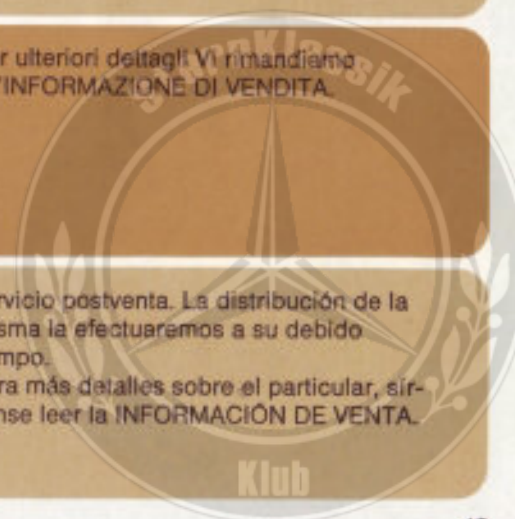 r ulteriori dettagli Vi rimandiamo
'INFORMAZIONE DI VENDITA.
rvicio postventa. La distribución de la
sma la efectuaremos a su debido
mpo.
ra más detalles sobre el particular, sír-
nse leer la INFORMACIÓN DE VENTA.
SternKlassik
Klub